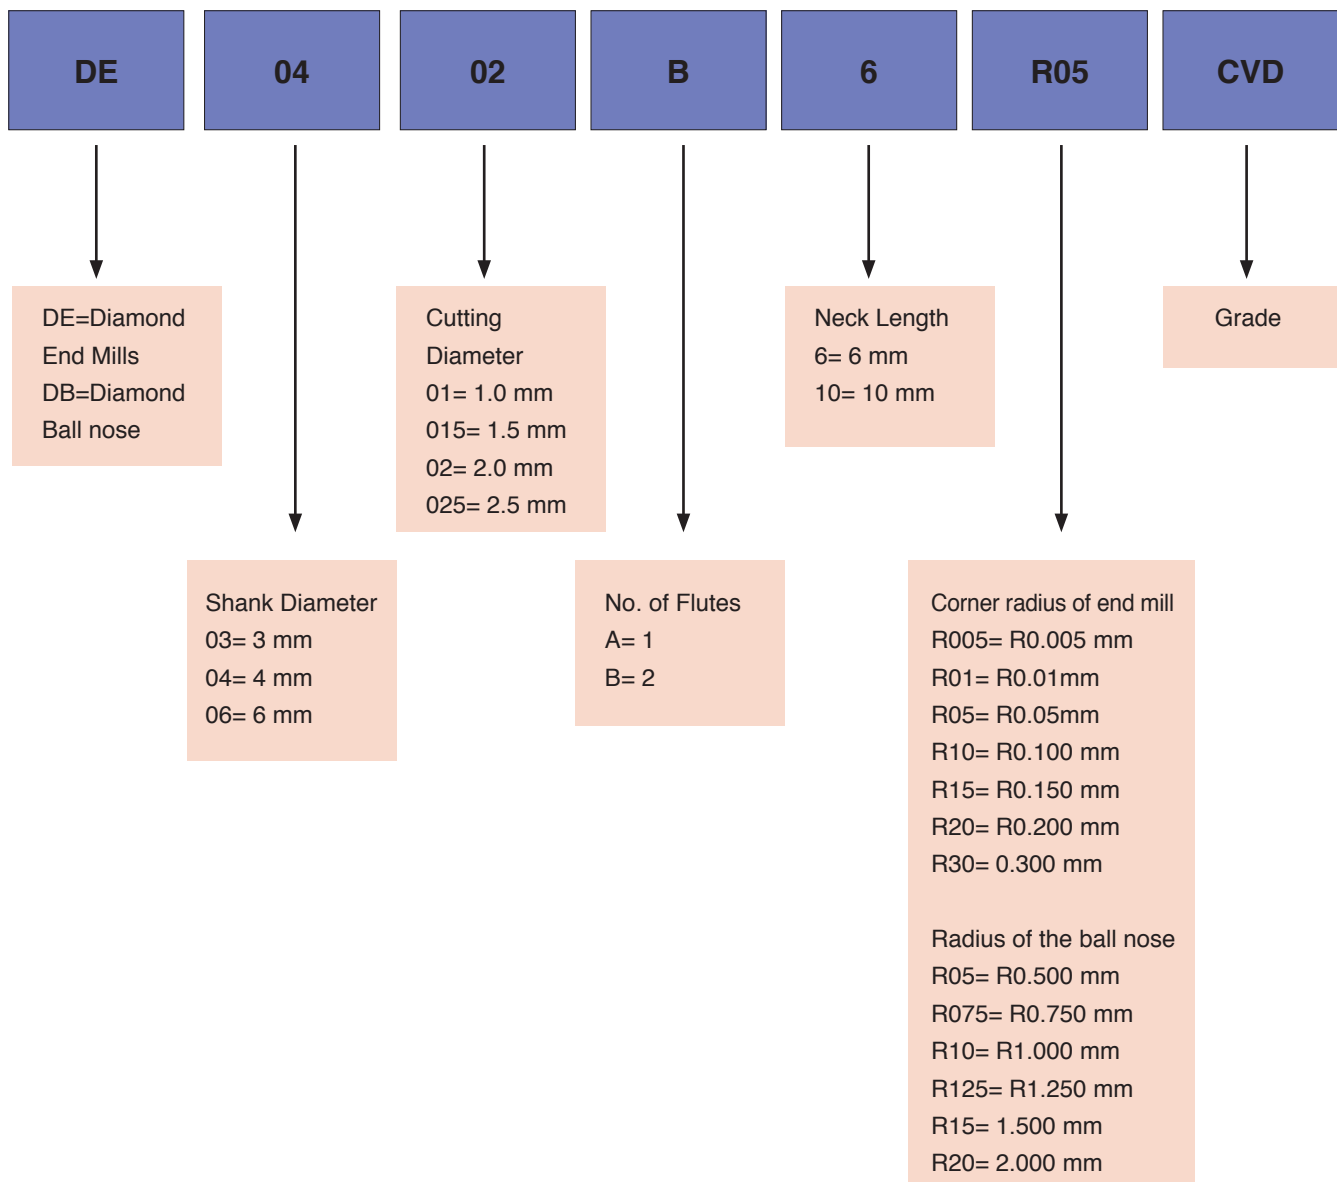 DE
04
02
B
6
R05
CVD
DE=Diamond
End Mills
DB=Diamond
Ball nose
Cutting
Diameter
01= 1.0 mm
015= 1.5 mm
02= 2.0 mm
025= 2.5 mm
Neck Length
6= 6 mm
10= 10 mm
Grade
Shank Diameter
03= 3 mm
04= 4 mm
06= 6 mm
No. of Flutes
A= 1
B= 2
Corner radius of end mill
R005= R0.005 mm
R01= R0.01mm
R05= R0.05mm
R10= R0.100 mm
R15= R0.150 mm
R20= R0.200 mm
R30= 0.300 mm
Radius of the ball nose
R05= R0.500 mm
R075= R0.750 mm
R10= R1.000 mm
R125= R1.250 mm
R15= 1.500 mm
R20= 2.000 mm